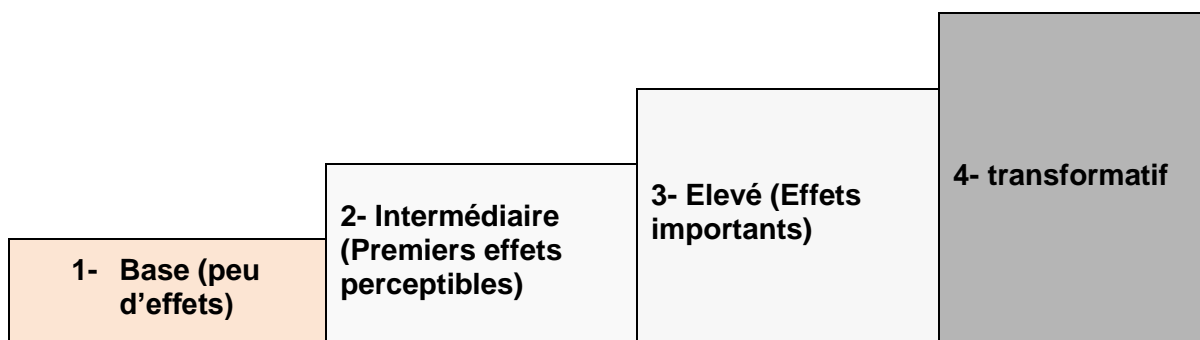 1- Base (peu
d’effets)
2- Intermédiaire
(Premiers effets
perceptibles)
3- Elevé (Effets
importants)
4- transformatif